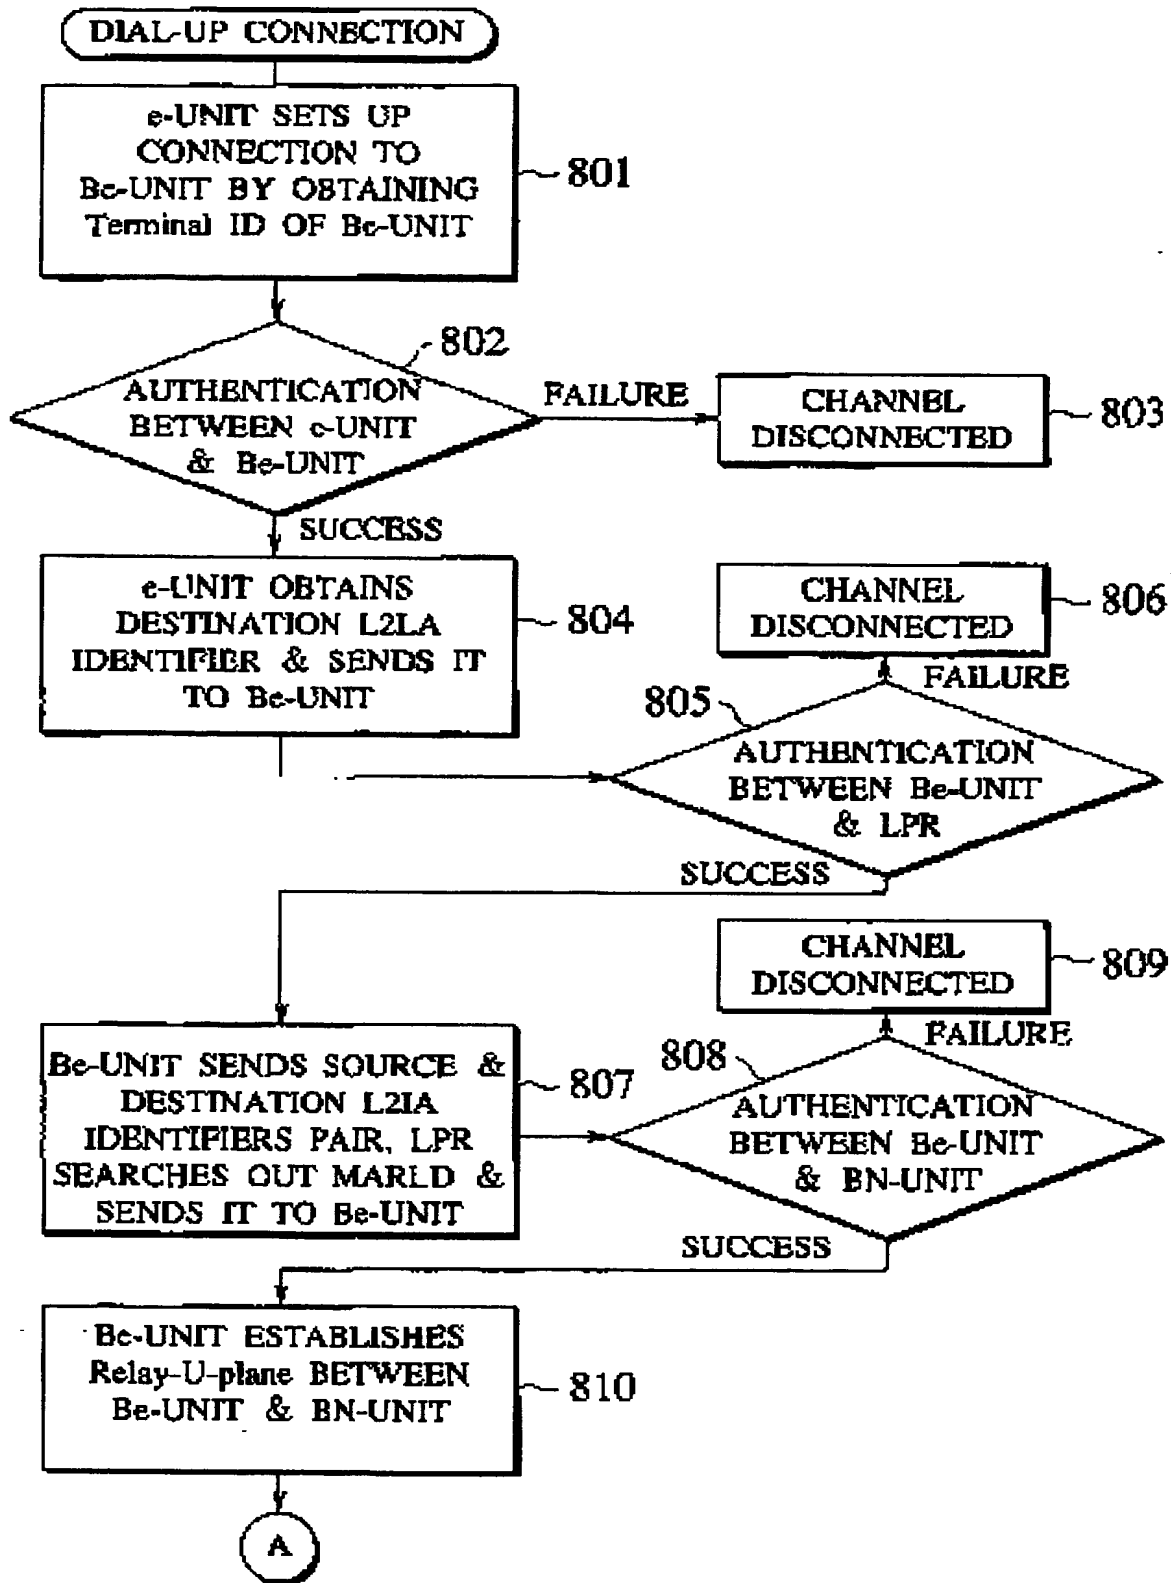 DIAL-UP CONNECTION
e-UNIT SETS UP
CONNECTION TO
Be-UNIT BY OBTAINING
Terminal ID OF Be-UNIT
801
802
AUTHENTICATION
BETWEEN e-UNIT
& Be-UNIT
FAILURE
CHANNEL
DISCONNECTED
803
SUCCESS
e-UNIT OBTAINS
DESTINATION L2LA
IDENTIFIER & SENDS IT
TO Be-UNIT
804
CHANNEL
DISCONNECTED
806
FAILURE
805
AUTHENTICATION
BETWEEN Be-UNIT
& LPR
SUCCESS
CHANNEL
DISCONNECTED
809
FAILURE
Be-UNIT SENDS SOURCE &
DESTINATION L2LA
IDENTIFIERS PAIR, LPR
SEARCHES OUT MARLD &
SENDS IT TO Be-UNIT
807
808
AUTHENTICATION
BETWEEN Be-UNIT
& BN-UNIT
SUCCESS
Be-UNIT ESTABLISHES
Relay-U-plane BETWEEN
Be-UNIT & BN-UNIT
810
A